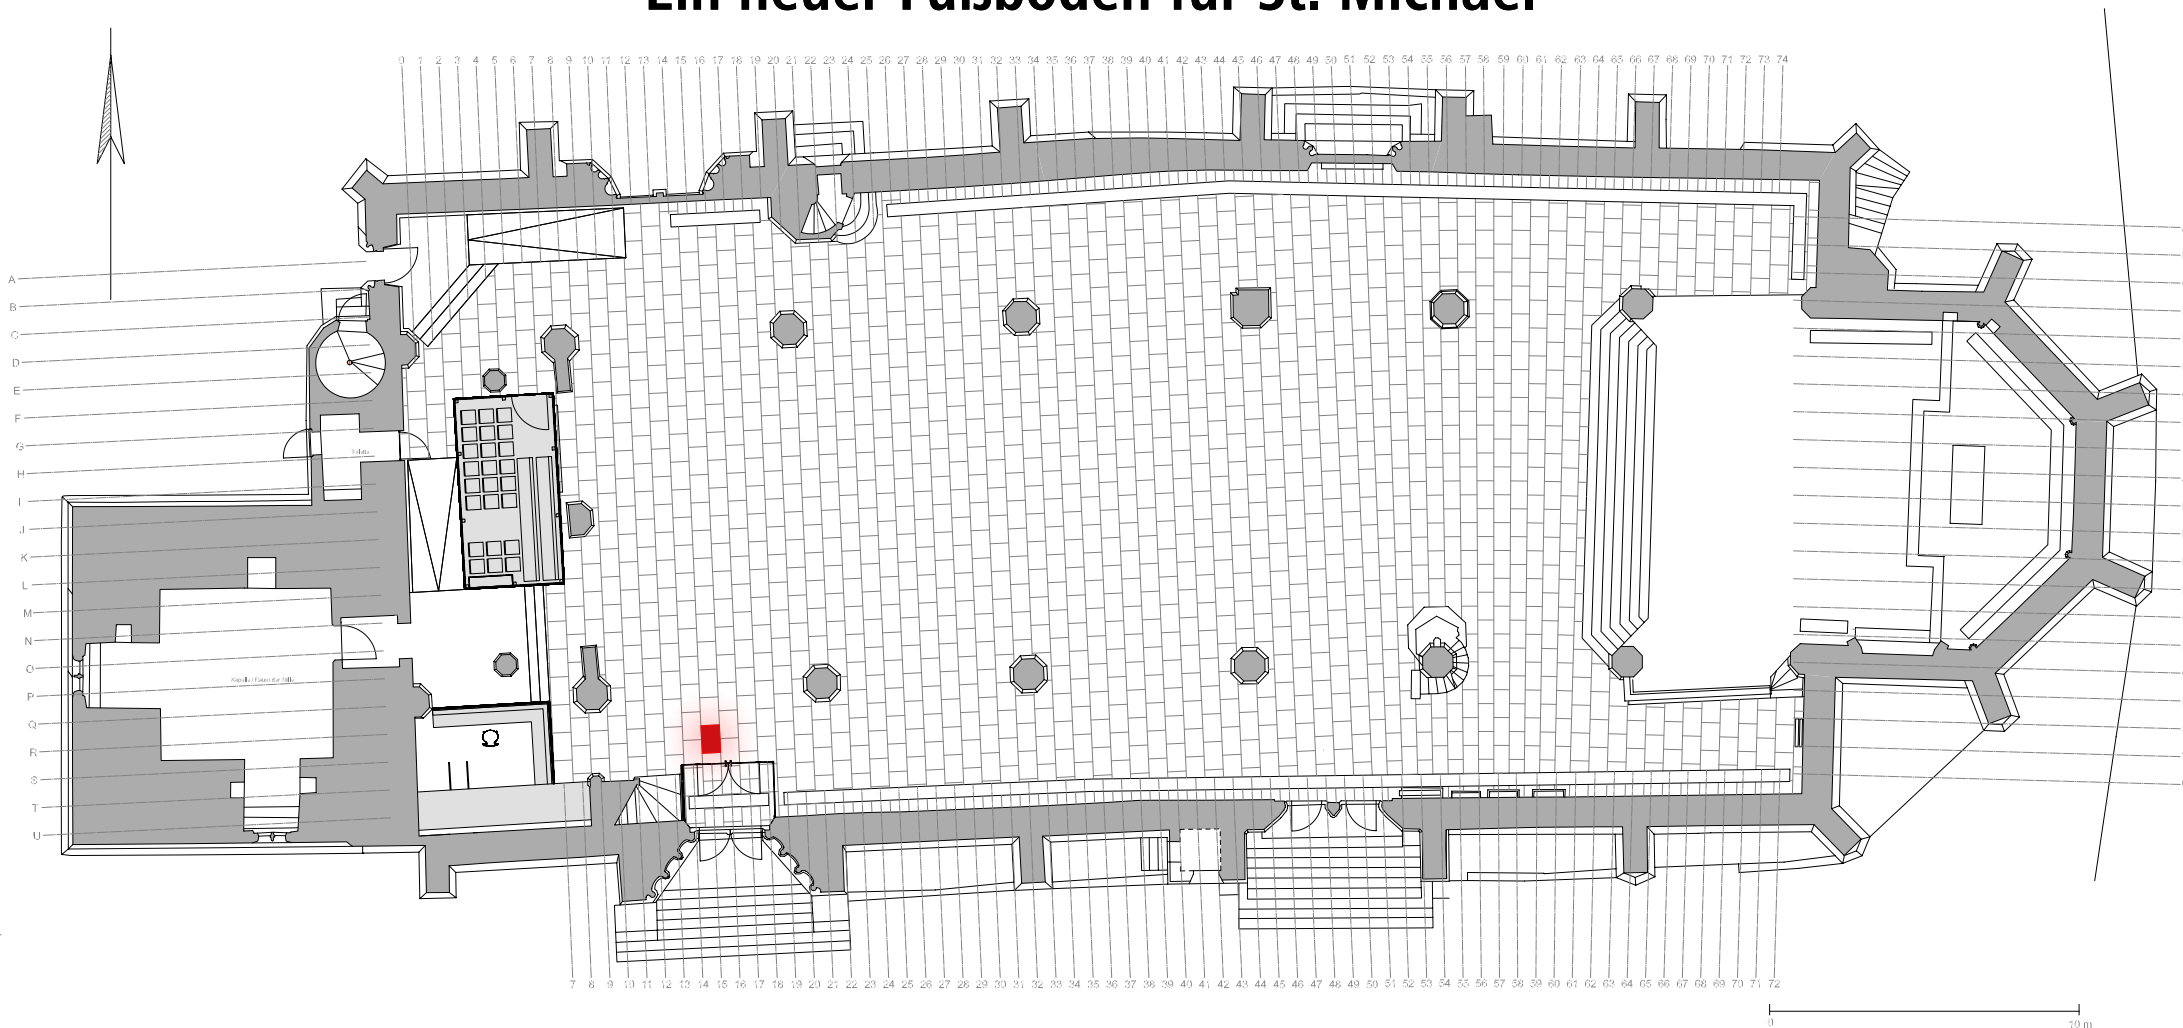 Ein neuer Fußboden für St. Michael
0 1 2 3 4 5 6 7 8 9 10 11 12 13 14 15 16 17 18 19 20 21 22 23 24 25 26 27 28 29 30 31 32 33 34 35 36 37 38 39 40 41 42 43 44 45 46 47 48 49 50 51 52 53 54 55 56 57 58 59 60 61 62 63 64 65 66 67 68 69 70 71 72 73 74
A
B
C
D
E
F
G
H
I
J
K
L
M
N
O
P
Q
R
S
T
U
7 8 9 10 11 12 13 14 15 16 17 18 19 20 21 22 23 24 25 26 27 28 29 30 31 32 33 34 35 36 37 38 39 40 41 42 43 44 45 46 47 48 49 50 51 52 53 54 55 56 57 58 59 60 61 62 63 64 65 66 67 68 69 70 71 72
0 10 m